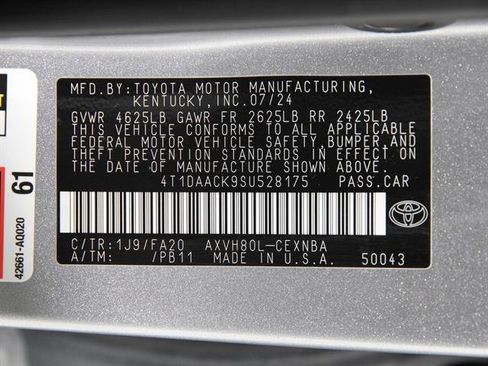 MFD.BY:TOYOTA MOTOR MANUFACTURING,
KENTUCKY,INC.07/24
GVWR 4625LB GAWR FR 2625LB RR 2425LB
THIS VEHICLE CONFORMS TO ALL APPLICABLE
FEDERAL MOTOR VEHICLE SAFETY,BUMPER,AND
THEFT PREVENTION STANDARDS IN EFFECT ON
THE DATE OF MANUFACTURE SHOWN ABOVE.
4T1DAACK9SU528175 PASS.CAR
C/TR:1J9/FA20 AXVH80L-CEXNBA
A/TM: /PB11 MADE IN U.S.A. 50043
TOYOTA
61
42661-AQ020